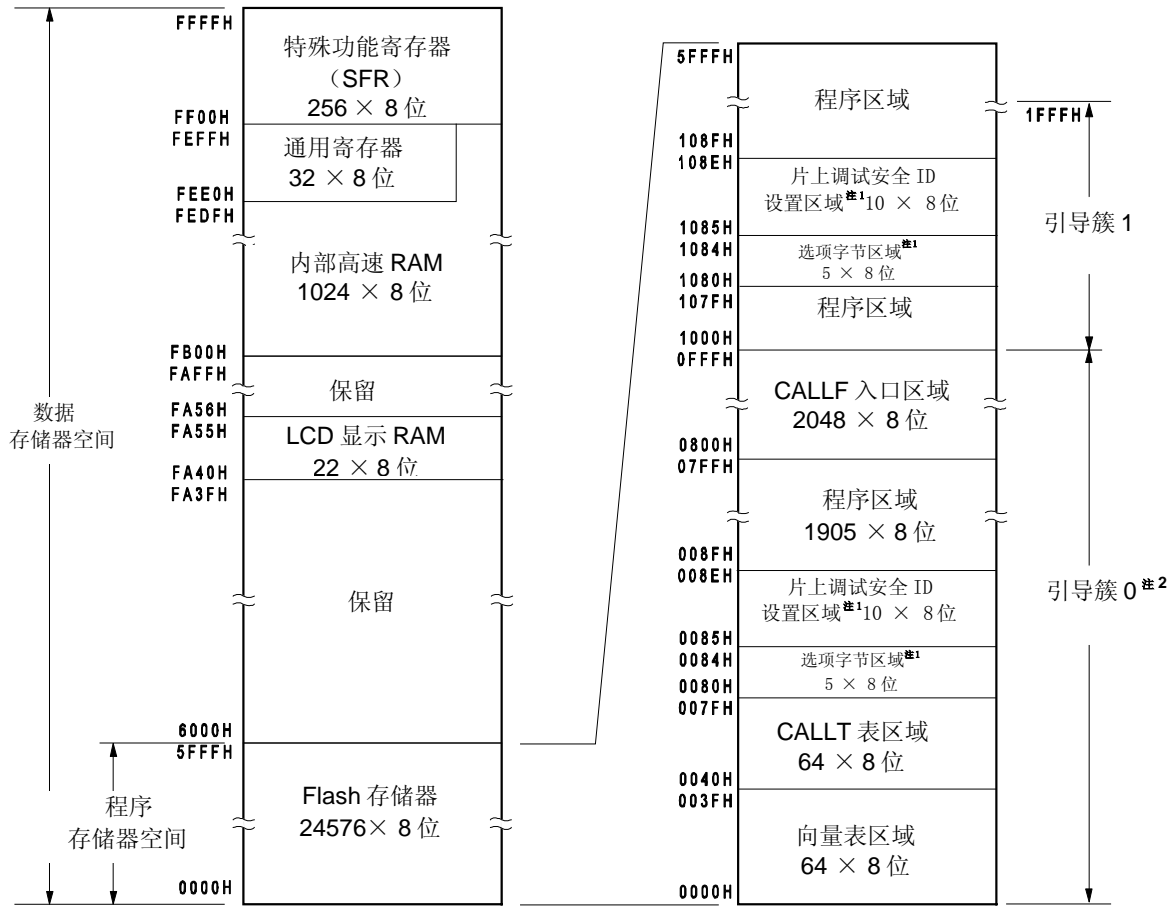 FFFFH
特殊功能寄存器
（SFR）
256 × 8 位
FF00H
FEFFH
通用寄存器
32 × 8 位
FEE0H
FEDFH
内部高速 RAM
1024 × 8 位
FB00H
FAFFH
保留
FA56H
FA55H
LCD 显示 RAM
22 × 8 位
FA40H
FA3FH
保留
6000H
5FFFH
Flash 存储器
24576× 8 位
0000H
数据
存储器空间
程序
存储器空间
5FFFH
程序区域
1FFFH
108FH
108EH
片上调试安全 ID
设置区域注1 10 × 8位
1085H
1084H
选项字节区域注1
5 × 8位
1080H
107FH
程序区域
1000H
0FFFH
引导簇 1
CALLF 入口区域
2048 × 8 位
0800H
07FFH
程序区域
1905 × 8 位
008FH
008EH
片上调试安全 ID
设置区域注1 10 × 8位
0085H
0084H
选项字节区域注1
5 × 8位
0080H
007FH
CALLT 表区域
64 × 8 位
0040H
003FH
向量表区域
64 × 8 位
0000H
引导簇 0 注2